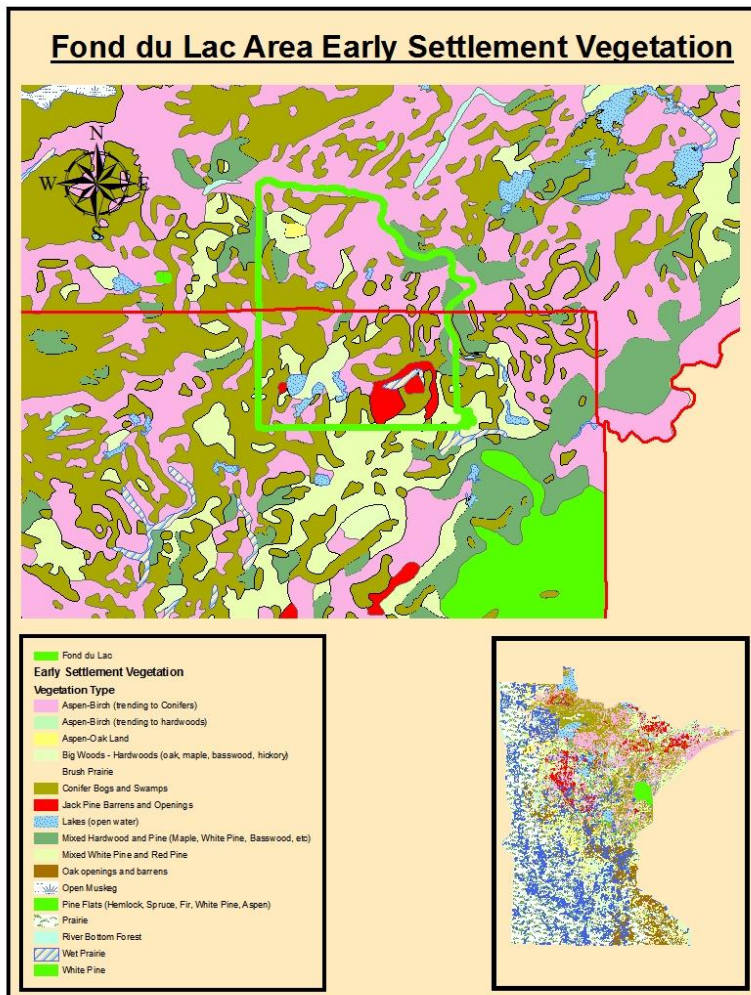 Fond du Lac Area Early Settlement Vegetation
N
W E
S
Fond du Lac
Early Settlement Vegetation
Vegetation Type
Aspen-Birch (trending to Conifers)
Aspen-Birch (trending to hardwoods)
Aspen-Oak Land
Big Woods - Hardwoods (oak, maple, basswood, hickory)
Brush Prairie
Conifer Bogs and Swamps
Jack Pine Barrens and Openings
Lakes (open water)
Mixed Hardwood and Pine (Maple, White Pine, Basswood, etc)
Mixed White Pine and Red Pine
Oak openings and barrens
Open Muskeg
Pine Flats (Hemlock, Spruce, Fir, White Pine, Aspen)
Prairie
River Bottom Forest
Wet Prairie
White Pine